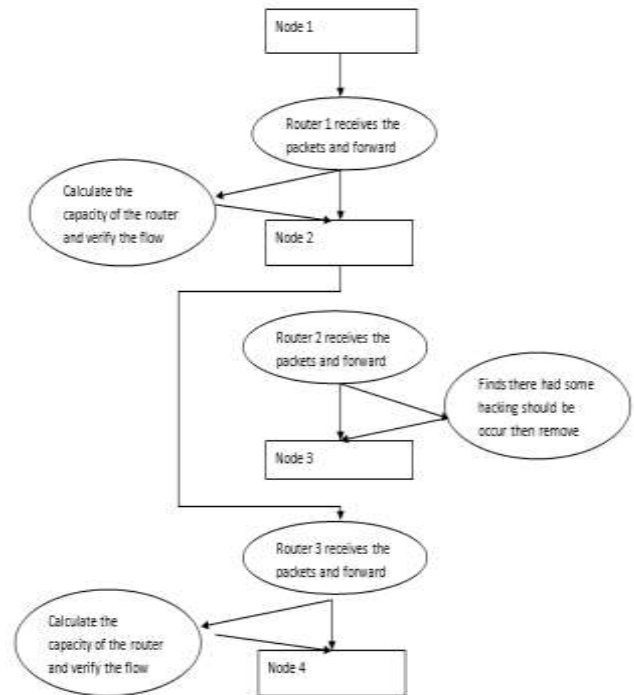 Node 1
Router 1 receives the
packets and forward
Calculate the
capacity of the router
and verify the flow
Node 2
Router 2 receives the
packets and forward
Finds there had some
hacking should be
occur then remove
Node 3
Router 3 receives the
packets and forward
Calculate the
capacity of the router
and verify the flow
Node 4